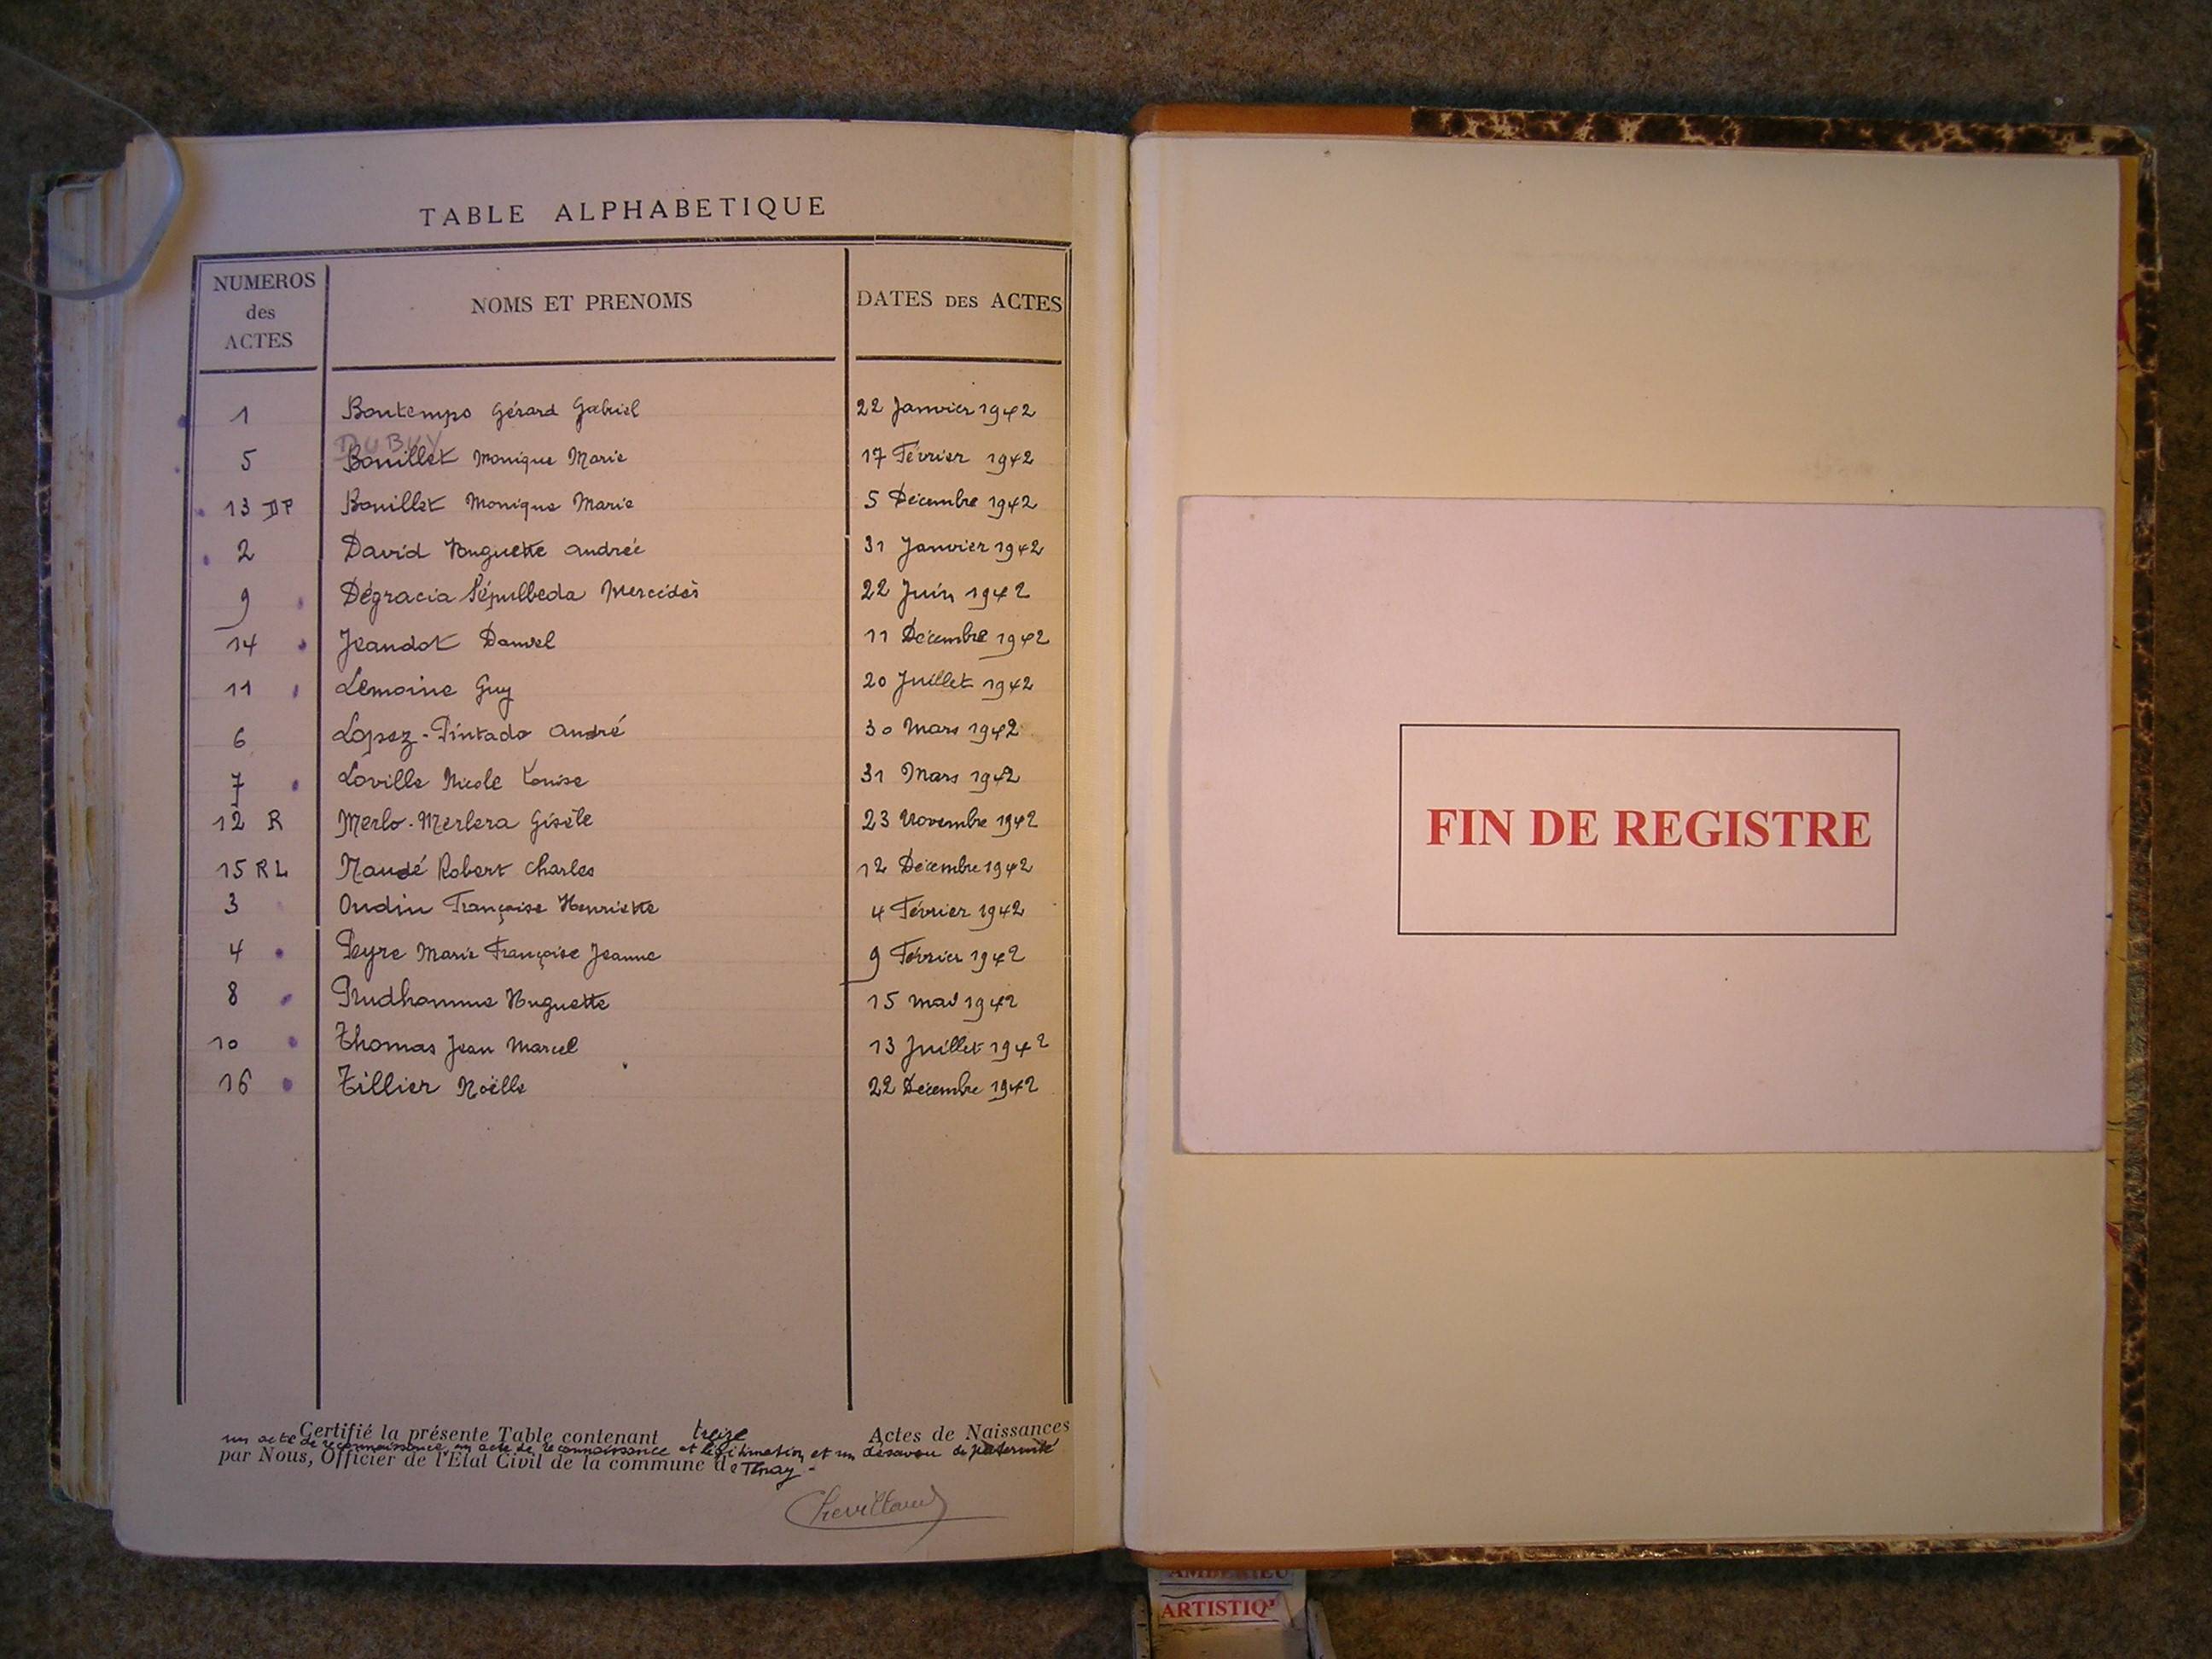 TABLE ALPHABETIQUE
NUMEROS des ACTES NOMS ET PRENOMS DATES DES ACTES
1 Bontemps Gérard Gabriel 22 Janvier 1942
DUBUY
5 Bouillet Monique Marie 17 Février 1942
13 DP Bouillet Monique Marie 5 Décembre 1942
2 David Huguette Andrée 31 Janvier 1942
9 Dégracia Sépulbeda Mercédès 22 Juin 1942
14 Jeandot Daniel 11 Décembre 1942
11 Lemoine Guy 20 Juillet 1942
6 Lopez-Pintado André 30 Mars 1942
7 Loville Nicole Louise 31 Mars 1942
12 R Merlo-Merlera Gisèle 23 Novembre 1942
15 RL Naudé Robert Charles 12 Décembre 1942
3 Oudin Françoise Henriette 4 Février 1942
4 Peyre Marie Françoise Jeanne 9 Février 1942
8 Prudhomme Huguette 15 mai 1942
10 Thomas Jean Marcel 13 Juillet 1942
16 Tillier Noëlle 22 Décembre 1942
Certifié la présente Table contenant treize Actes de Naissances
un acte de reconnaissance, un acte de reconnaissance et légitimation et un désaveu de paternité
par Nous, Officier de l'Etat Civil de la commune de Tenay-
Chevilland
FIN DE REGISTRE
AMBERIEU
ARTISTIQ